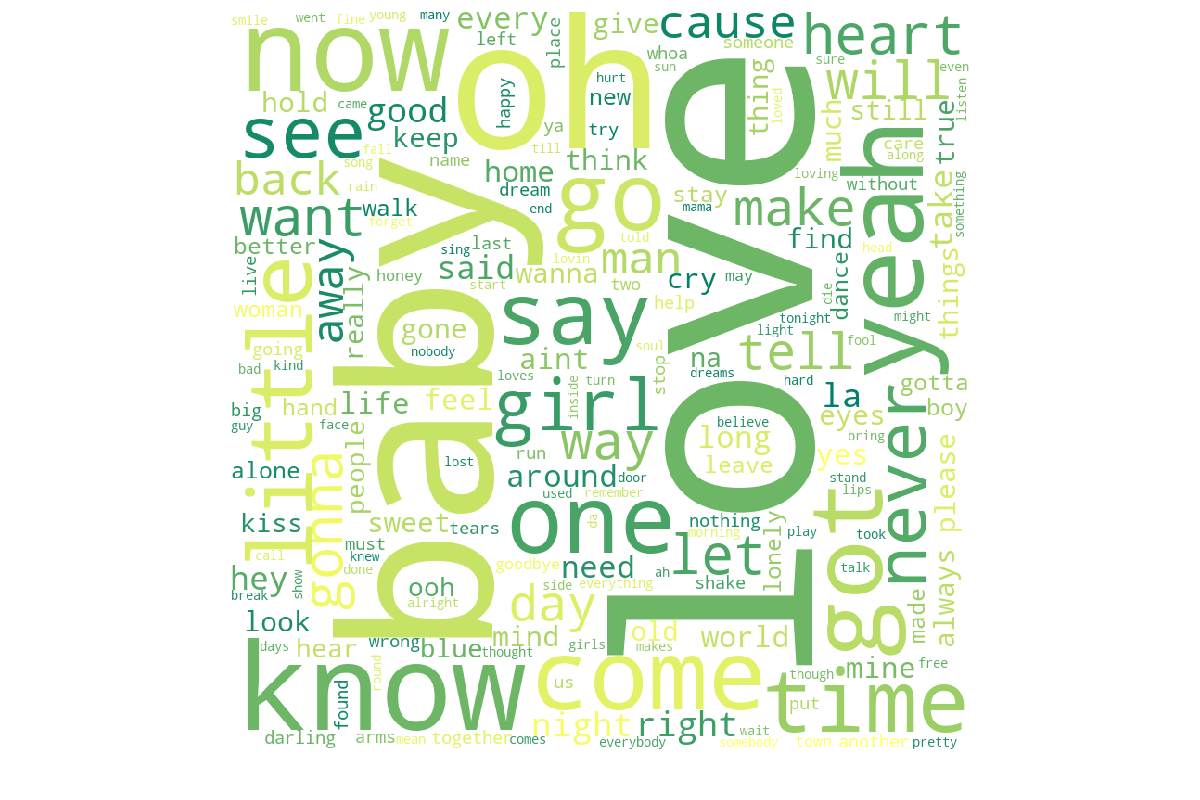 smile went fine young many every give cause heart
now oh left place whoa someone sure even
sun hurt will
hold came good happy new thing loved much still listen
see keep ya try true
fall till care along
back song name home think loving without
rain dream stay
want walk end mama make yeah something
forget last told find head
better sing said lovin man
live away really honey start wanna two cry may dance things take
woman help die might
little baby gone say love tonight
going nobody aint soul light tell fool
bad kind stop na dreams
loves turn inside hard la gotta
big hand life feel girl eyes boy
guy face believe
people way long never bring
alone lost run around leave yes
door stand
used remember lips
kiss sweet tears one da nothing got always please
must morning lonely play took
call knew goodbye let
hey gonna done need ah talk
show ooh side everything shake
break alright day made
look
wrong mind old world
days hear blue thought girls makes free
know round come us though mine
time
found put
night right wait
darling arms mean together comes everybody somebody town another pretty